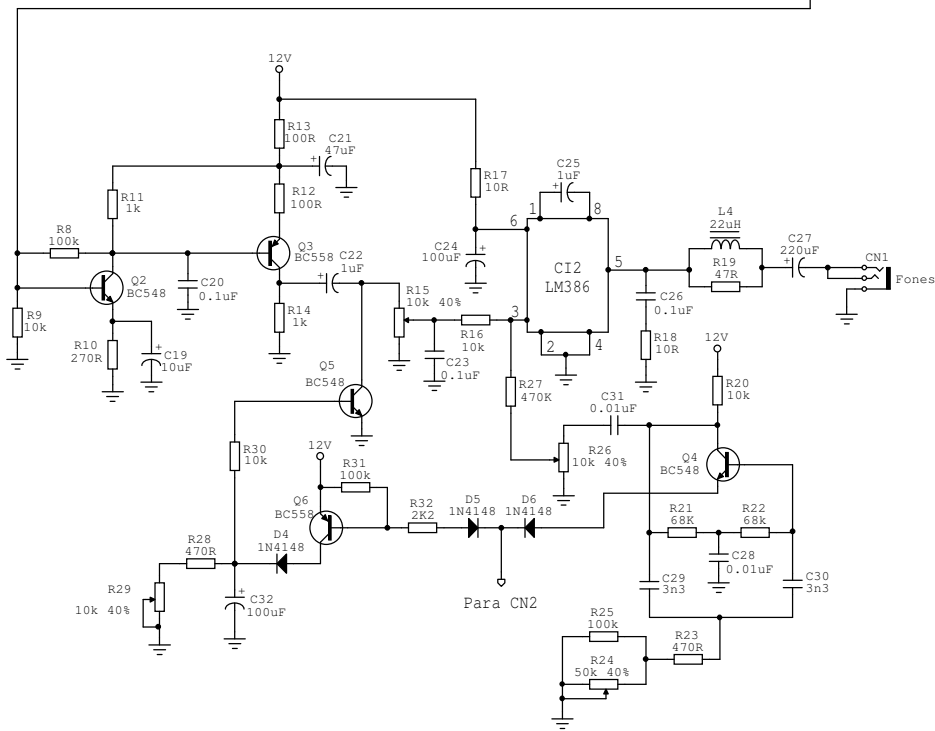 12V
R13
100R
C21
47uF
+
R11
1k
R12
100R
R17
10R
C25
1uF
+
1
8
6
L4
22uH
C27
220uF
+
R8
100k
Q3
BC558
C22
1uF
+
C24
100uF
+
CI2
LM386
5
R19
47R
CN1
Fones
Q2
BC548
C20
0.1uF
R15
10k 40%
3
C26
0.1uF
R9
10k
R14
1k
R16
10k
2
4
R18
10R
12V
R10
270R
C19
10uF
+
C23
0.1uF
Q5
BC548
R27
470K
R20
10k
C31
0.01uF
R30
10k
12V
R26
10k 40%
Q4
BC548
R31
100k
Q6
BC558
R32
2K2
D5
1N4148
D6
1N4148
R21
68K
R22
68k
R28
470R
D4
1N4148
C28
0.01uF
R29
10k 40%
C32
100uF
+
Para CN2
C29
3n3
C30
3n3
R25
100k
R23
470R
R24
50k 40%